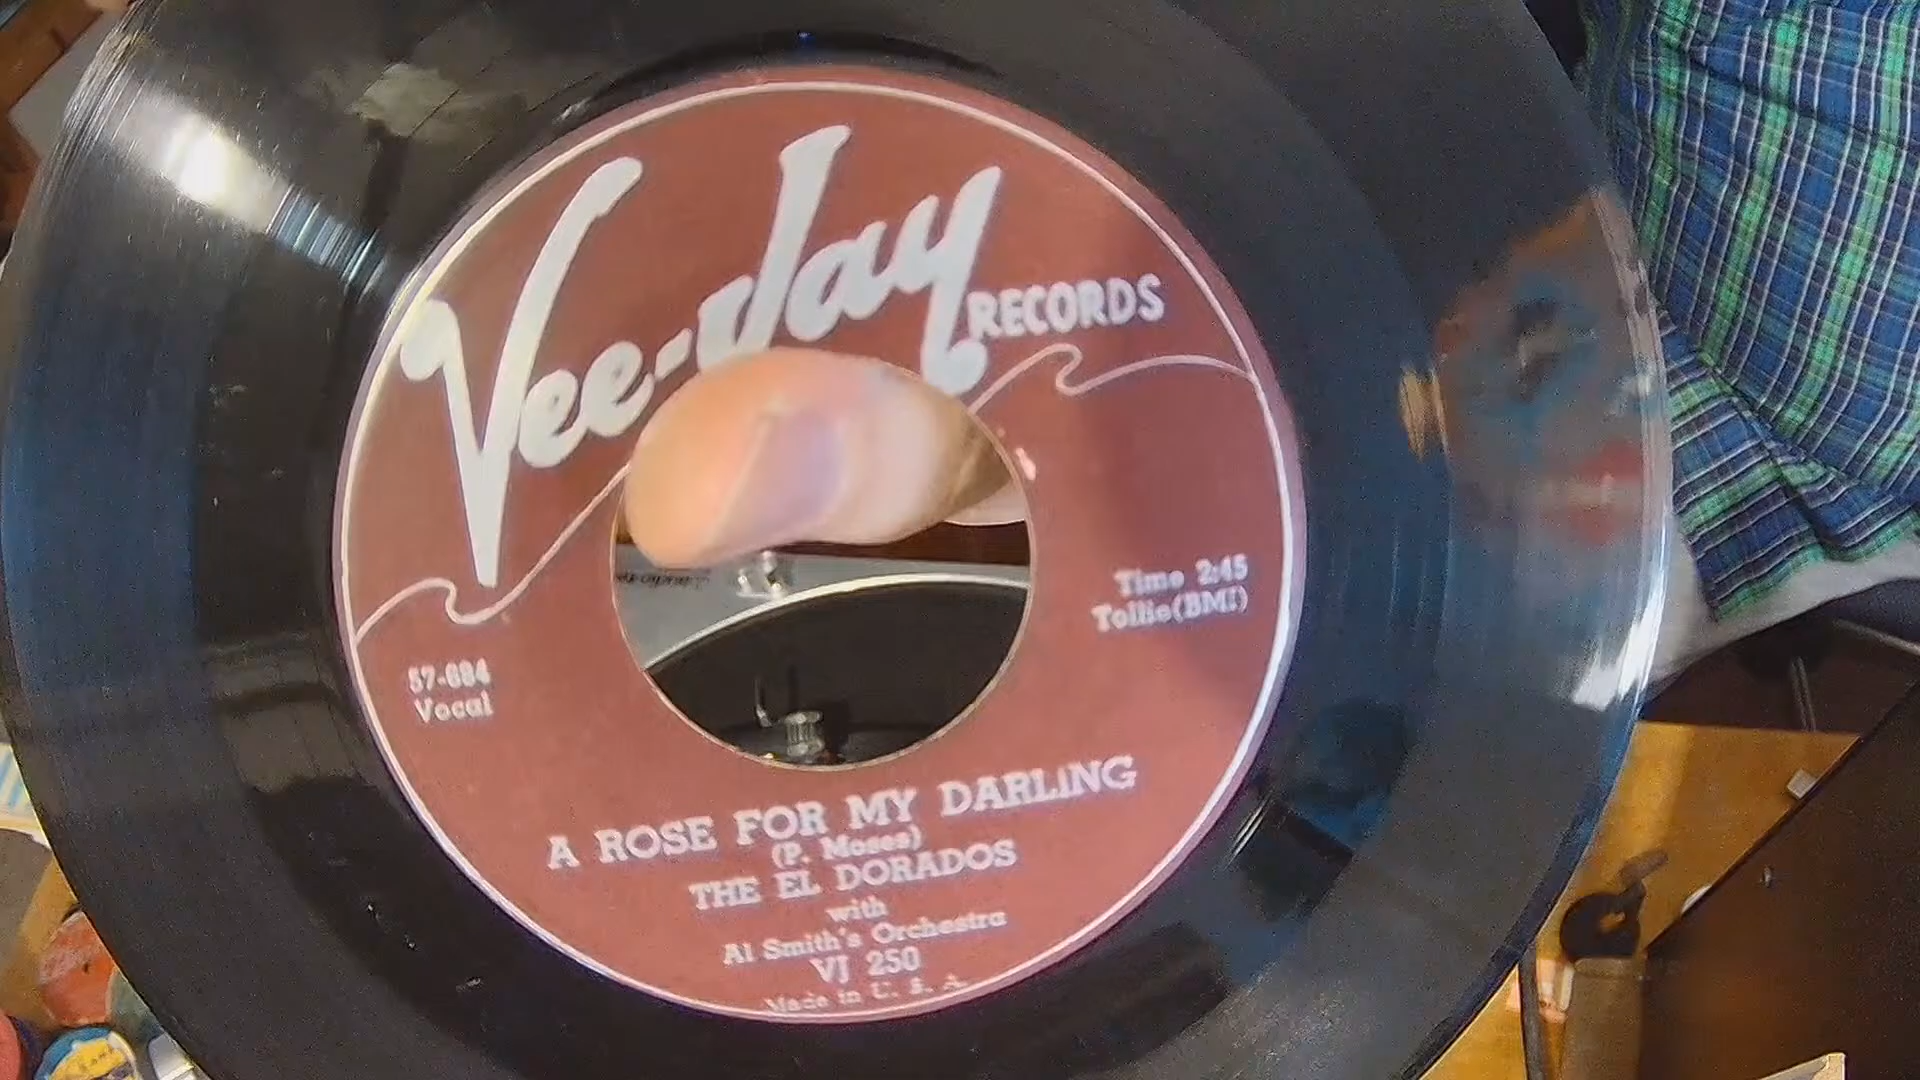 Vee-Jay
RECORDS
Time 2:45
Tollie (BMI)
57-684
Vocal
A ROSE FOR MY DARLING
(P. Moses)
THE EL DORADOS
with
Al Smith's Orchestra
VJ 250
Made in U. S. A.